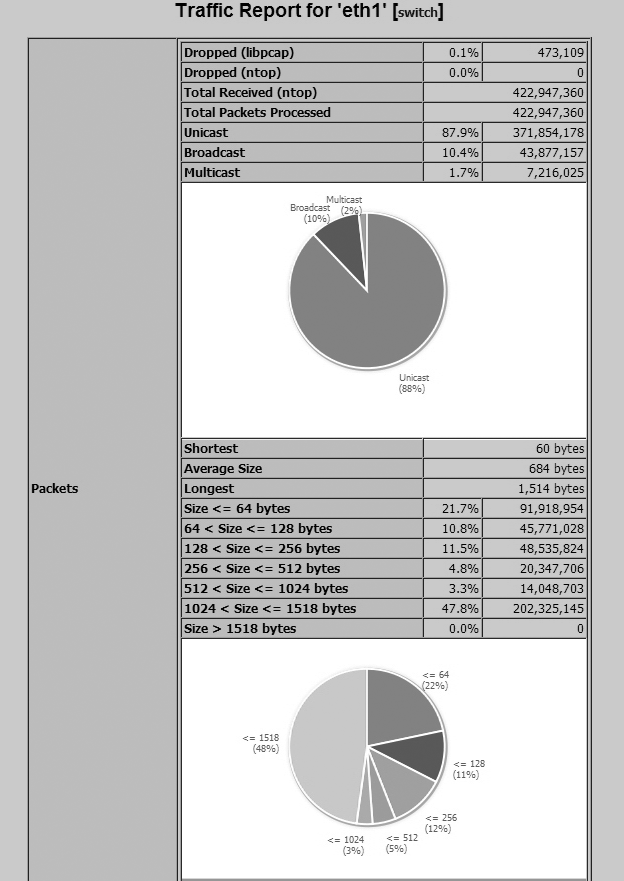 Traffic Report for 'eth1' [switch]
Dropped (libpcap) 0.1% 473,109
Dropped (ntop) 0.0% 0
Total Received (ntop) 422,947,360
Total Packets Processed 422,947,360
Unicast 87.9% 371,854,178
Broadcast 10.4% 43,877,157
Multicast 1.7% 7,216,025
Multicast
(2%)
Broadcast
(10%)
Unicast
(88%)
Shortest 60 bytes
Average Size 684 bytes
Packets
Longest 1,514 bytes
Size <= 64 bytes 21.7% 91,918,954
64 < Size <= 128 bytes 10.8% 45,771,028
128 < Size <= 256 bytes 11.5% 48,535,824
256 < Size <= 512 bytes 4.8% 20,347,706
512 < Size <= 1024 bytes 3.3% 14,048,703
1024 < Size <= 1518 bytes 47.8% 202,325,145
Size > 1518 bytes 0.0% 0
<= 64
(22%)
<= 1518
(48%)
<= 128
(11%)
<= 256
(12%)
<= 1024
(3%)
<= 512
(5%)